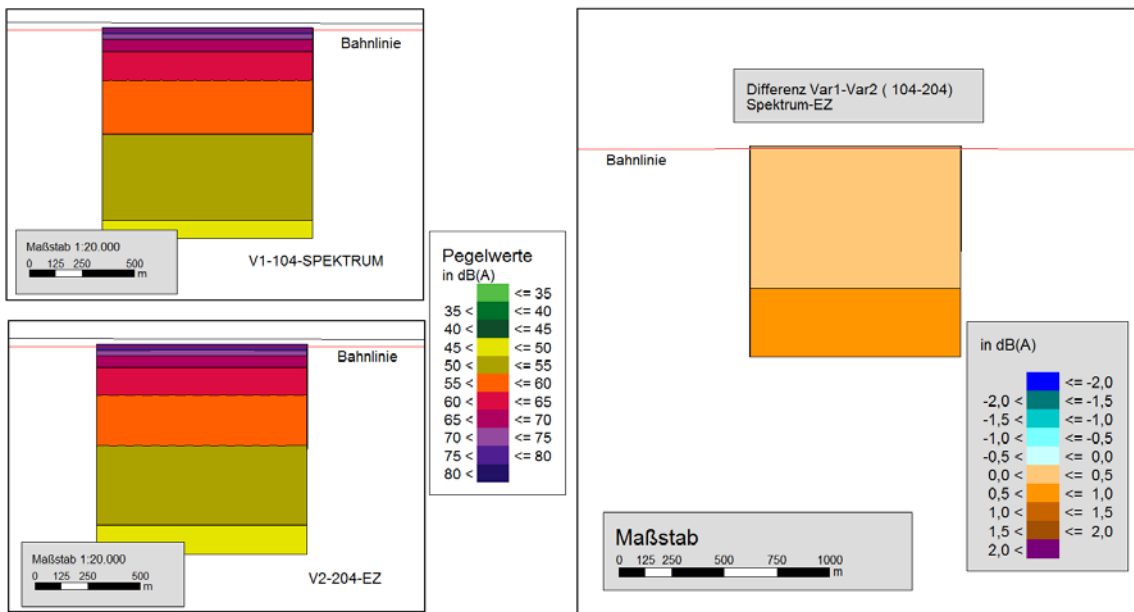 Bahnlinie
Maßstab 1:20.000
0 125 250 500
m
V1-104-SPEKTRUM
Bahnlinie
Maßstab 1:20.000
0 125 250 500
m
V2-204-EZ
Pegelwerte
in dB(A)
<= 35
35 < <= 40
40 < <= 45
45 < <= 50
50 < <= 55
55 < <= 60
60 < <= 65
65 < <= 70
70 < <= 75
75 < <= 80
80 <
Differenz Var1-Var2 ( 104-204)
Spektrum-EZ
Bahnlinie
Maßstab
0 125 250 500 750 1000
m
in dB(A)
<= -2,0
-2,0 < <= -1,5
-1,5 < <= -1,0
-1,0 < <= -0,5
-0,5 < <= 0,0
0,0 < <= 0,5
0,5 < <= 1,0
1,0 < <= 1,5
1,5 < <= 2,0
2,0 <